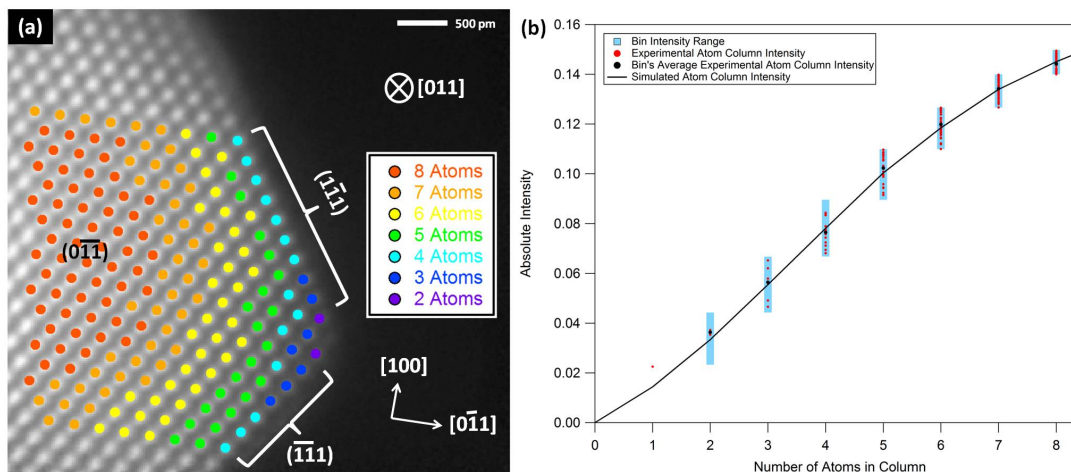 (a)
500 pm
[011]
(11̅1)
8 Atoms
7 Atoms
6 Atoms
5 Atoms
4 Atoms
3 Atoms
2 Atoms
(01̅1̅)
[100]
[01̅1]
(1̅1̅1)
(b)
Bin Intensity Range
Experimental Atom Column Intensity
Bin's Average Experimental Atom Column Intensity
Simulated Atom Column Intensity
Absolute Intensity
0.16
0.14
0.12
0.10
0.08
0.06
0.04
0.02
0.00
0 1 2 3 4 5 6 7 8
Number of Atoms in Column